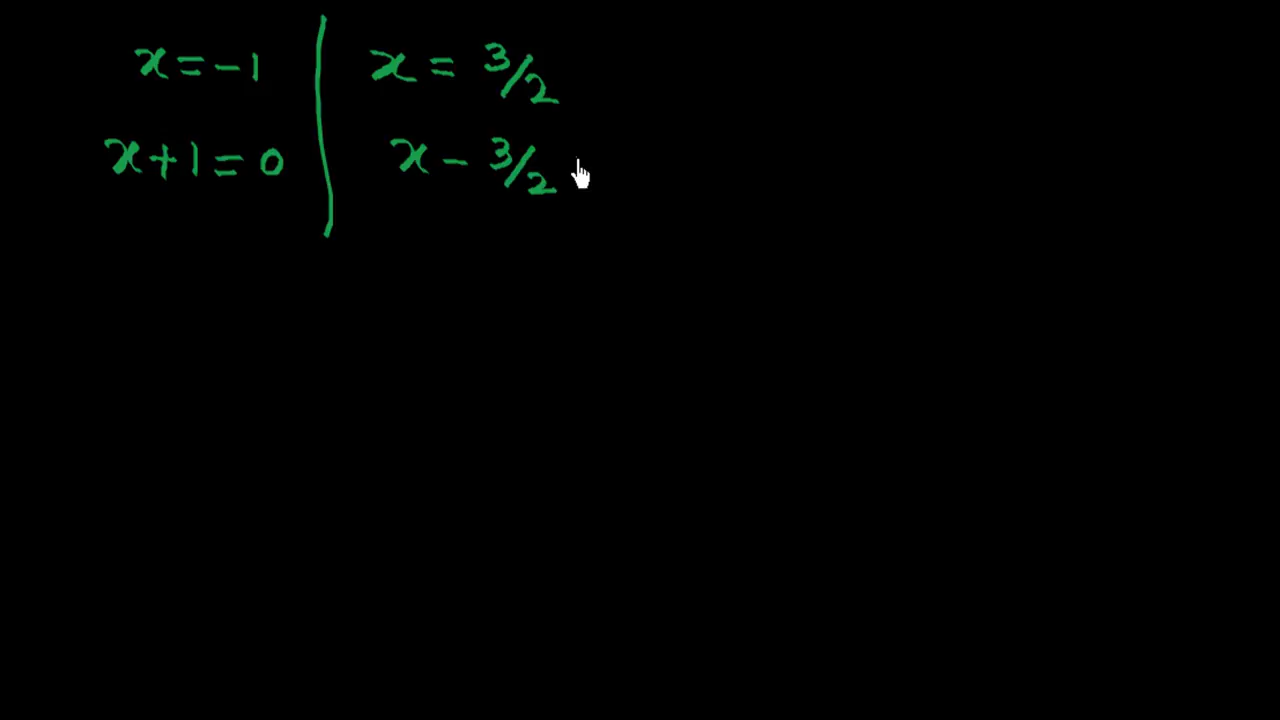 x = -1
x + 1 = 0
x = 3/2
x - 3/2